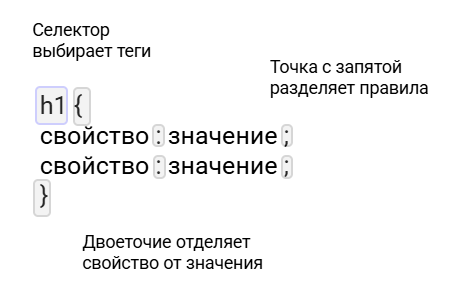 Селектор
выбирает теги
Точка с запятой
разделяет правила
h1 {
свойство : значение ;
свойство : значение ;
}
Двоеточие отделяет
свойство от значения